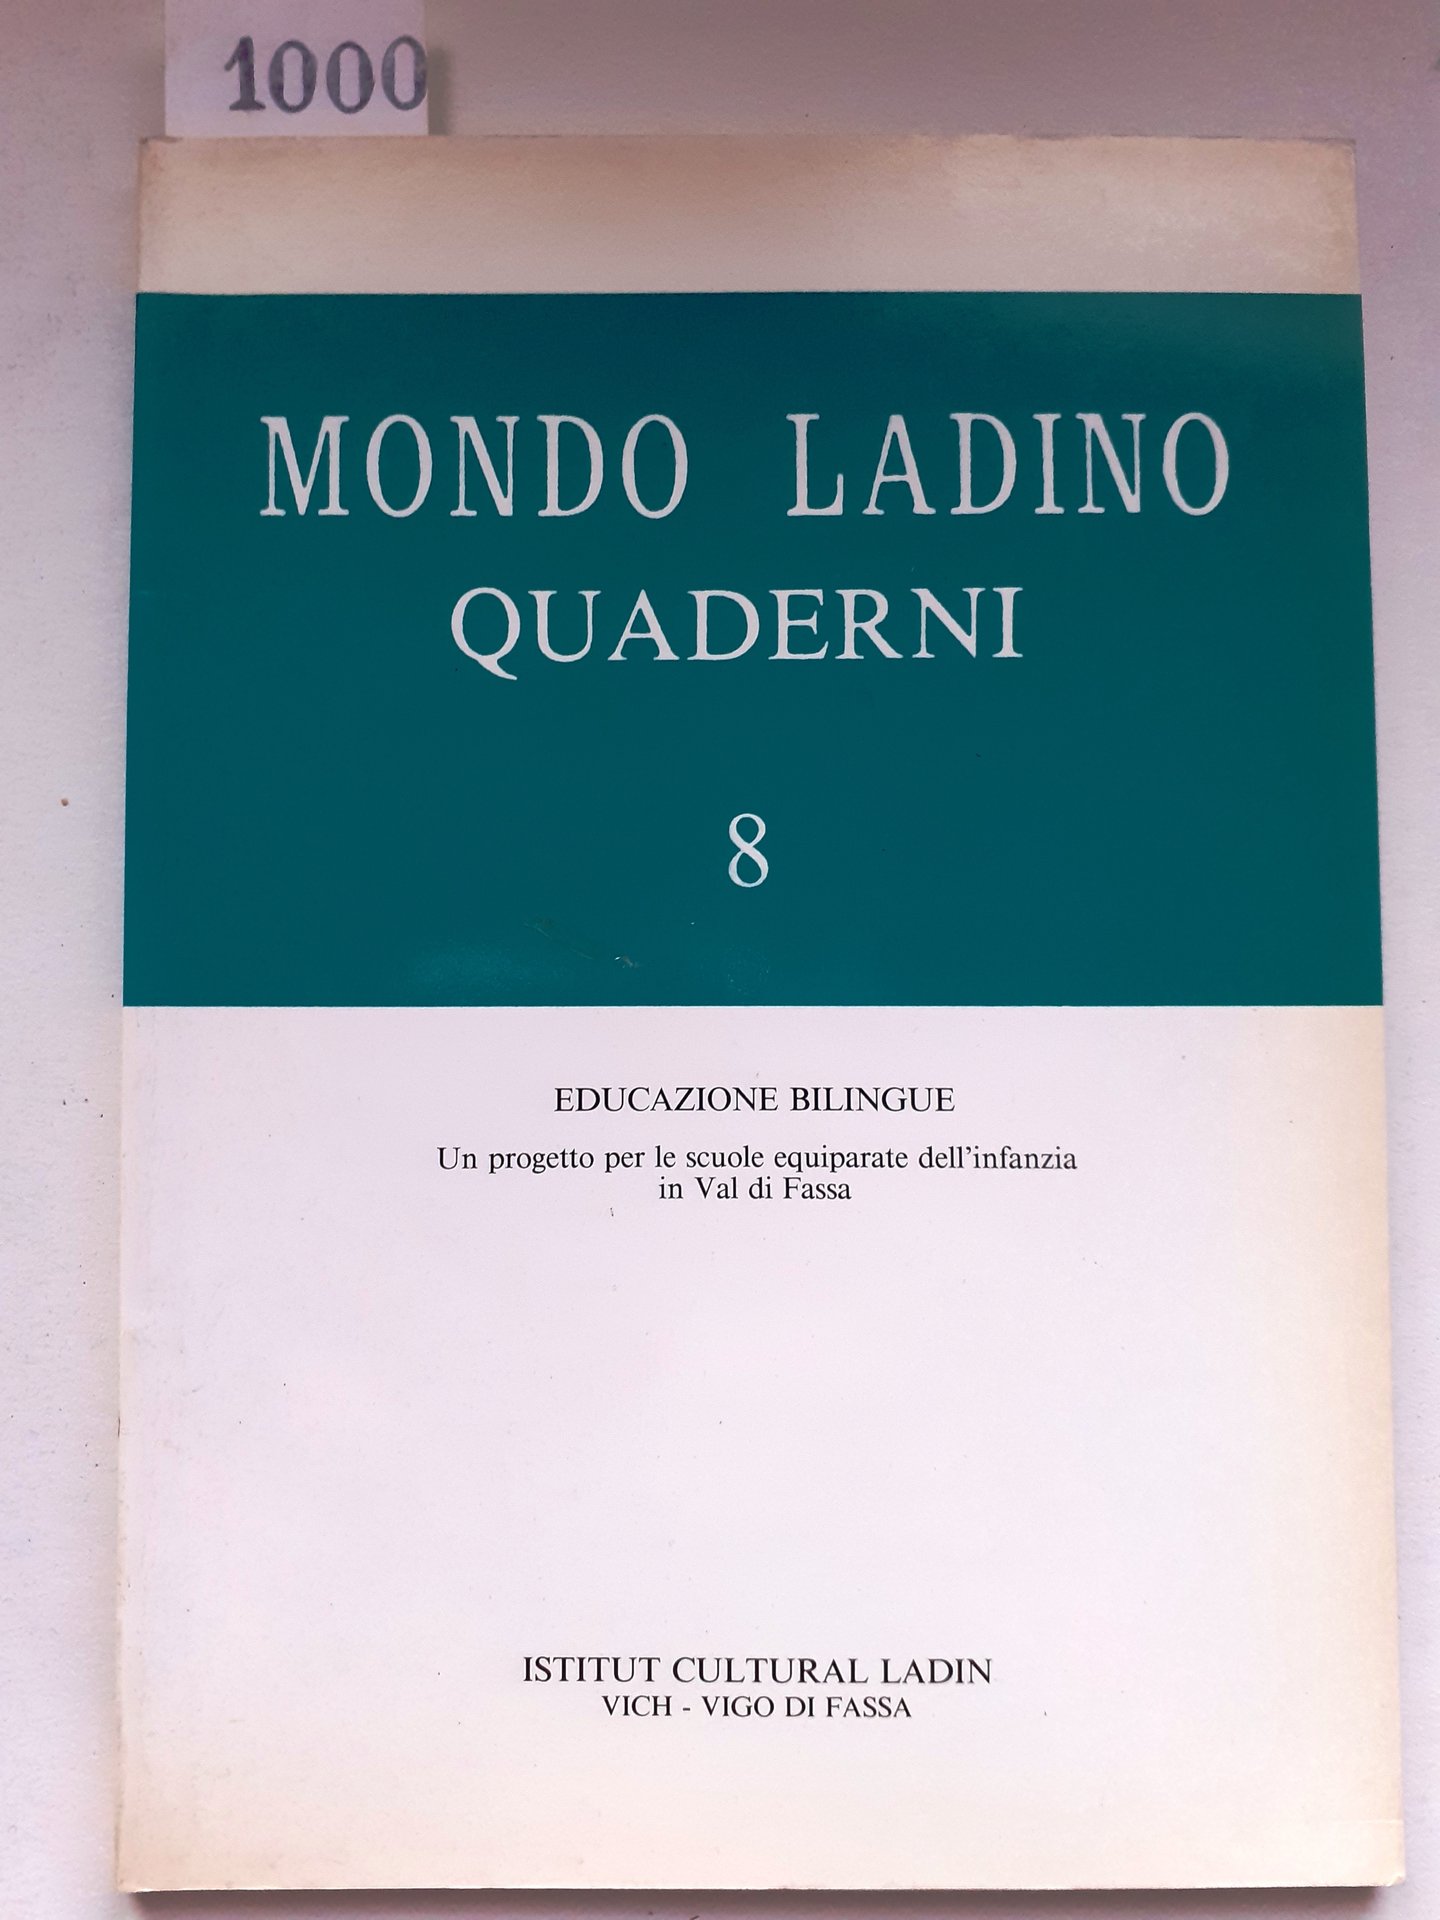 1000
MONDO LADINO
QUADERNI
8
EDUCAZIONE BILINGUE
Un progetto per le scuole equiparate dell'infanzia
in Val di Fassa
ISTITUT CULTURAL LADIN
VICH - VIGO DI FASSA